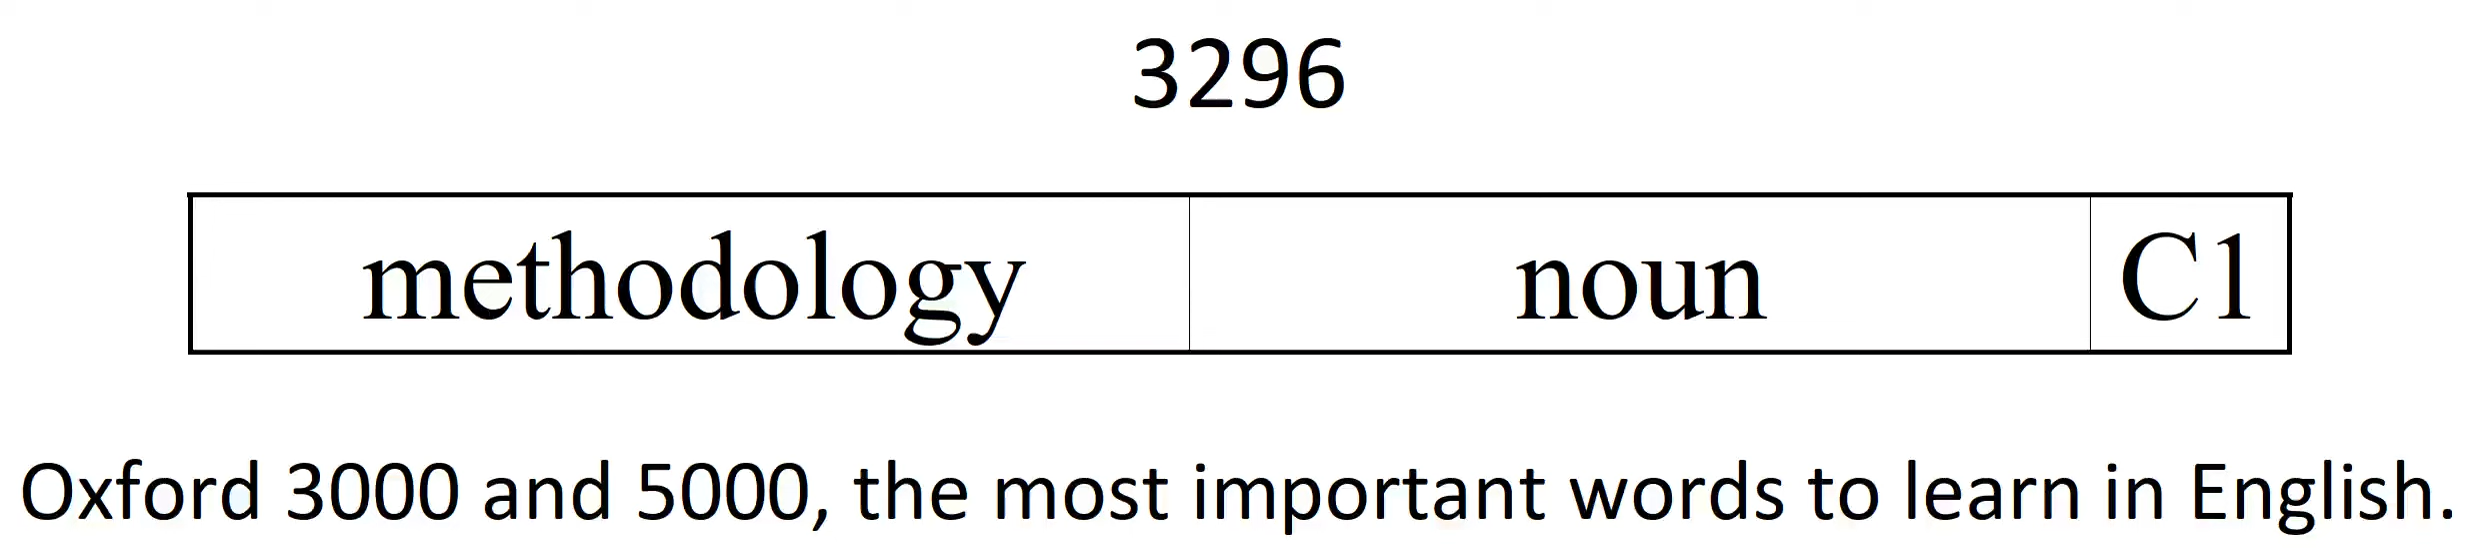 3296
methodology noun C1
Oxford 3000 and 5000, the most important words to learn in English.